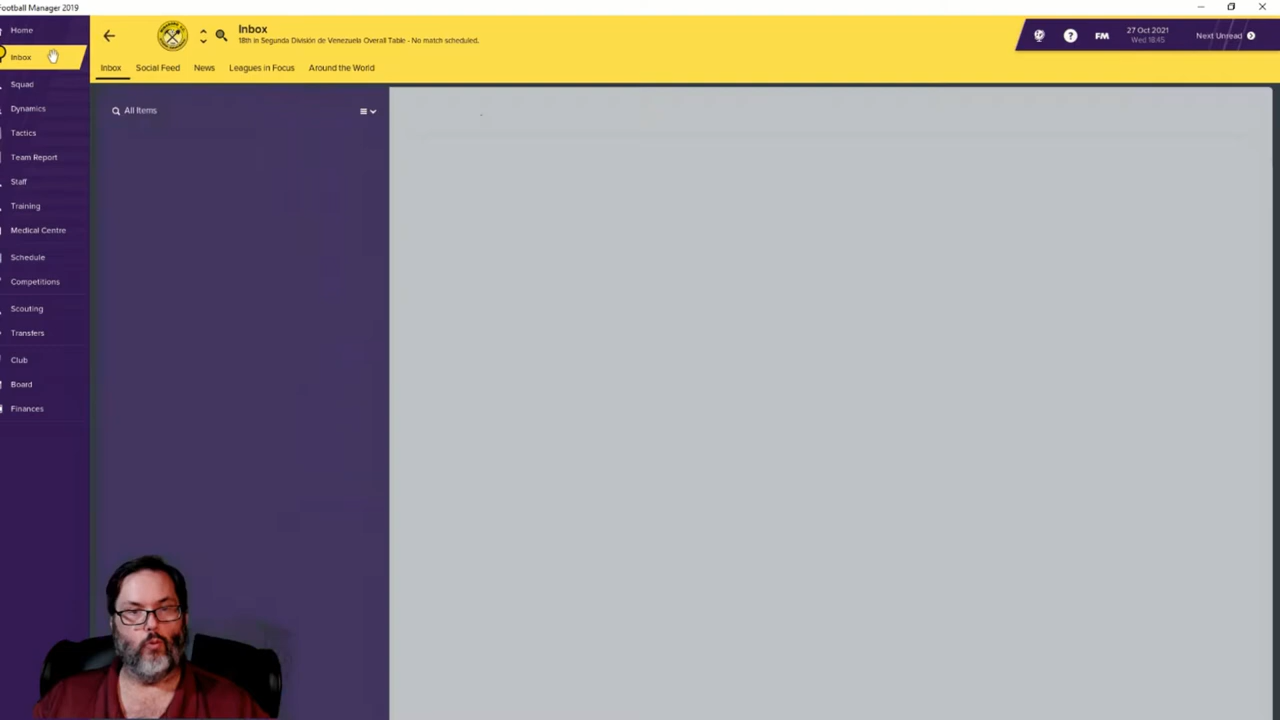 Football Manager 2019
Home
Inbox
Squad
Dynamics
Tactics
Team Report
Staff
Training
Medical Centre
Schedule
Competitions
Scouting
Transfers
Club
Board
Finances
Inbox
18th in Segunda División de Venezuela Overall Table - No match scheduled.
27 Oct 2021
Wed 18:45
FM
Next Unread
Inbox Social Feed News Leagues in Focus Around the World
All Items